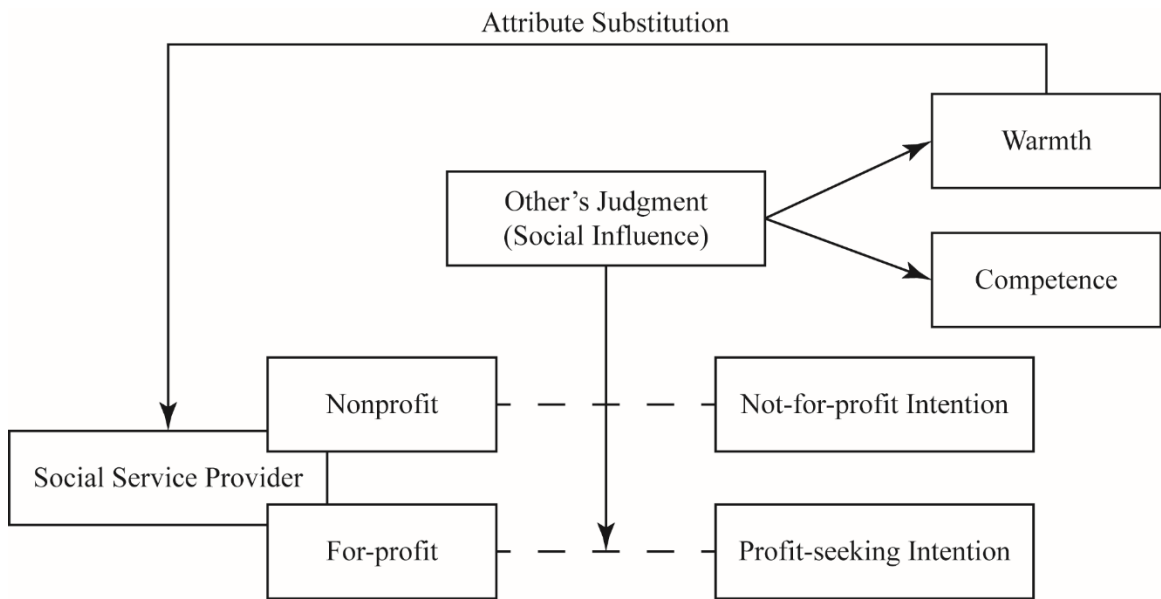 Attribute Substitution
Warmth
Other’s Judgment
(Social Influence)
Competence
Nonprofit
Not-for-profit Intention
Social Service Provider
For-profit
Profit-seeking Intention